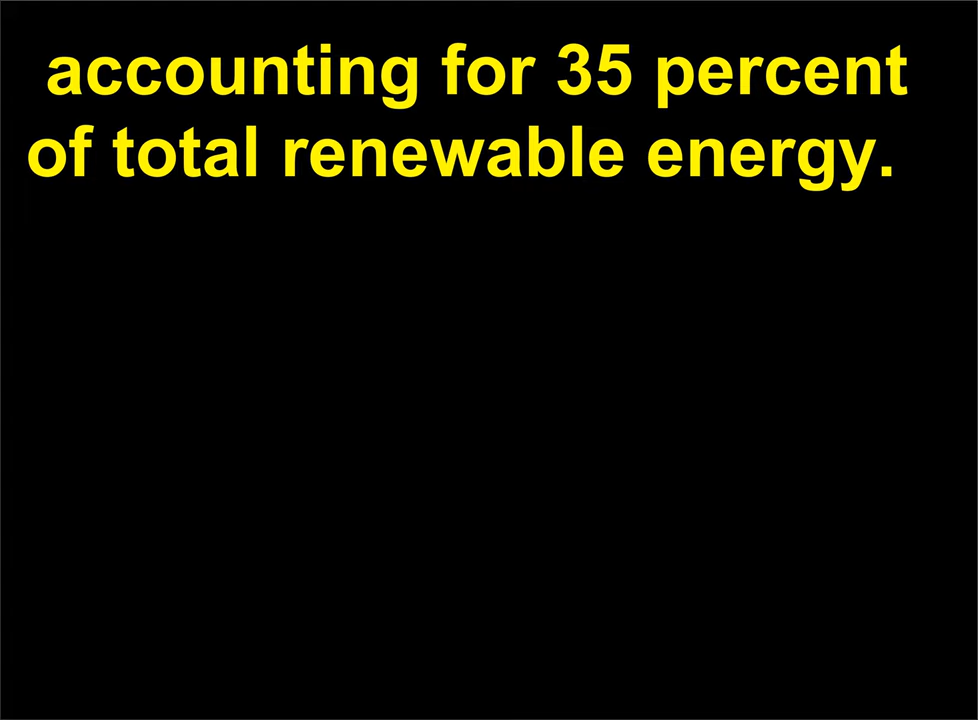 accounting for 35 percent
of total renewable energy.